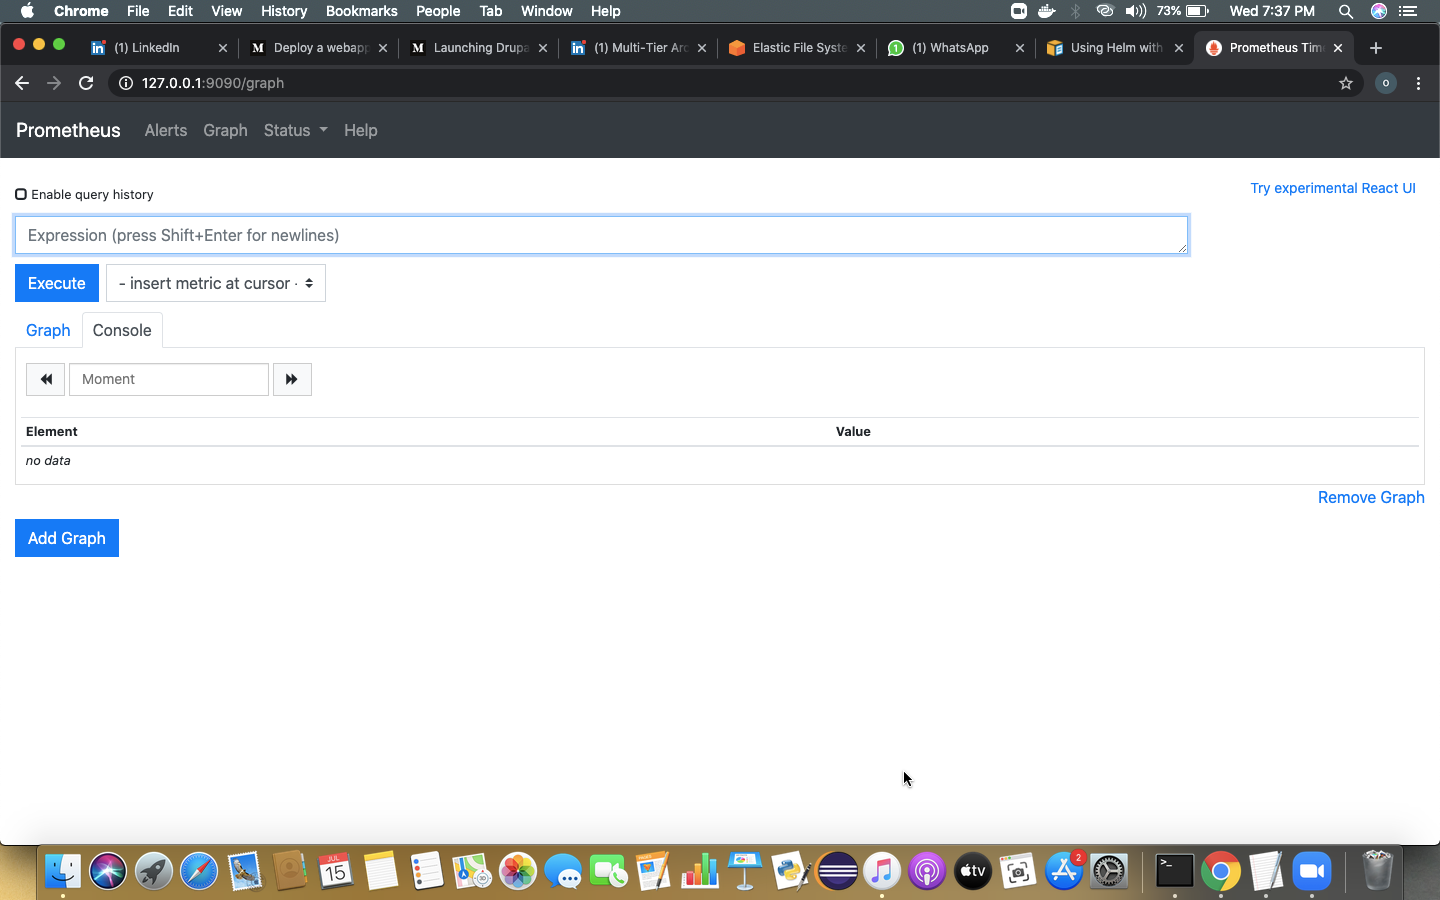 Chrome File Edit View History Bookmarks People Tab Window Help 73% Wed 7:37 PM
(1) LinkedIn Deploy a webapp Launching Drupa (1) Multi-Tier Arc Elastic File Syste (1) WhatsApp Using Helm with Prometheus Time
127.0.0.1:9090/graph o
Prometheus Alerts Graph Status Help
Enable query history Try experimental React UI
Expression (press Shift+Enter for newlines)
Execute - insert metric at cursor -
Graph Console
Moment
Element Value
no data
Remove Graph
Add Graph
JUL
15
3D
tv
2
>_